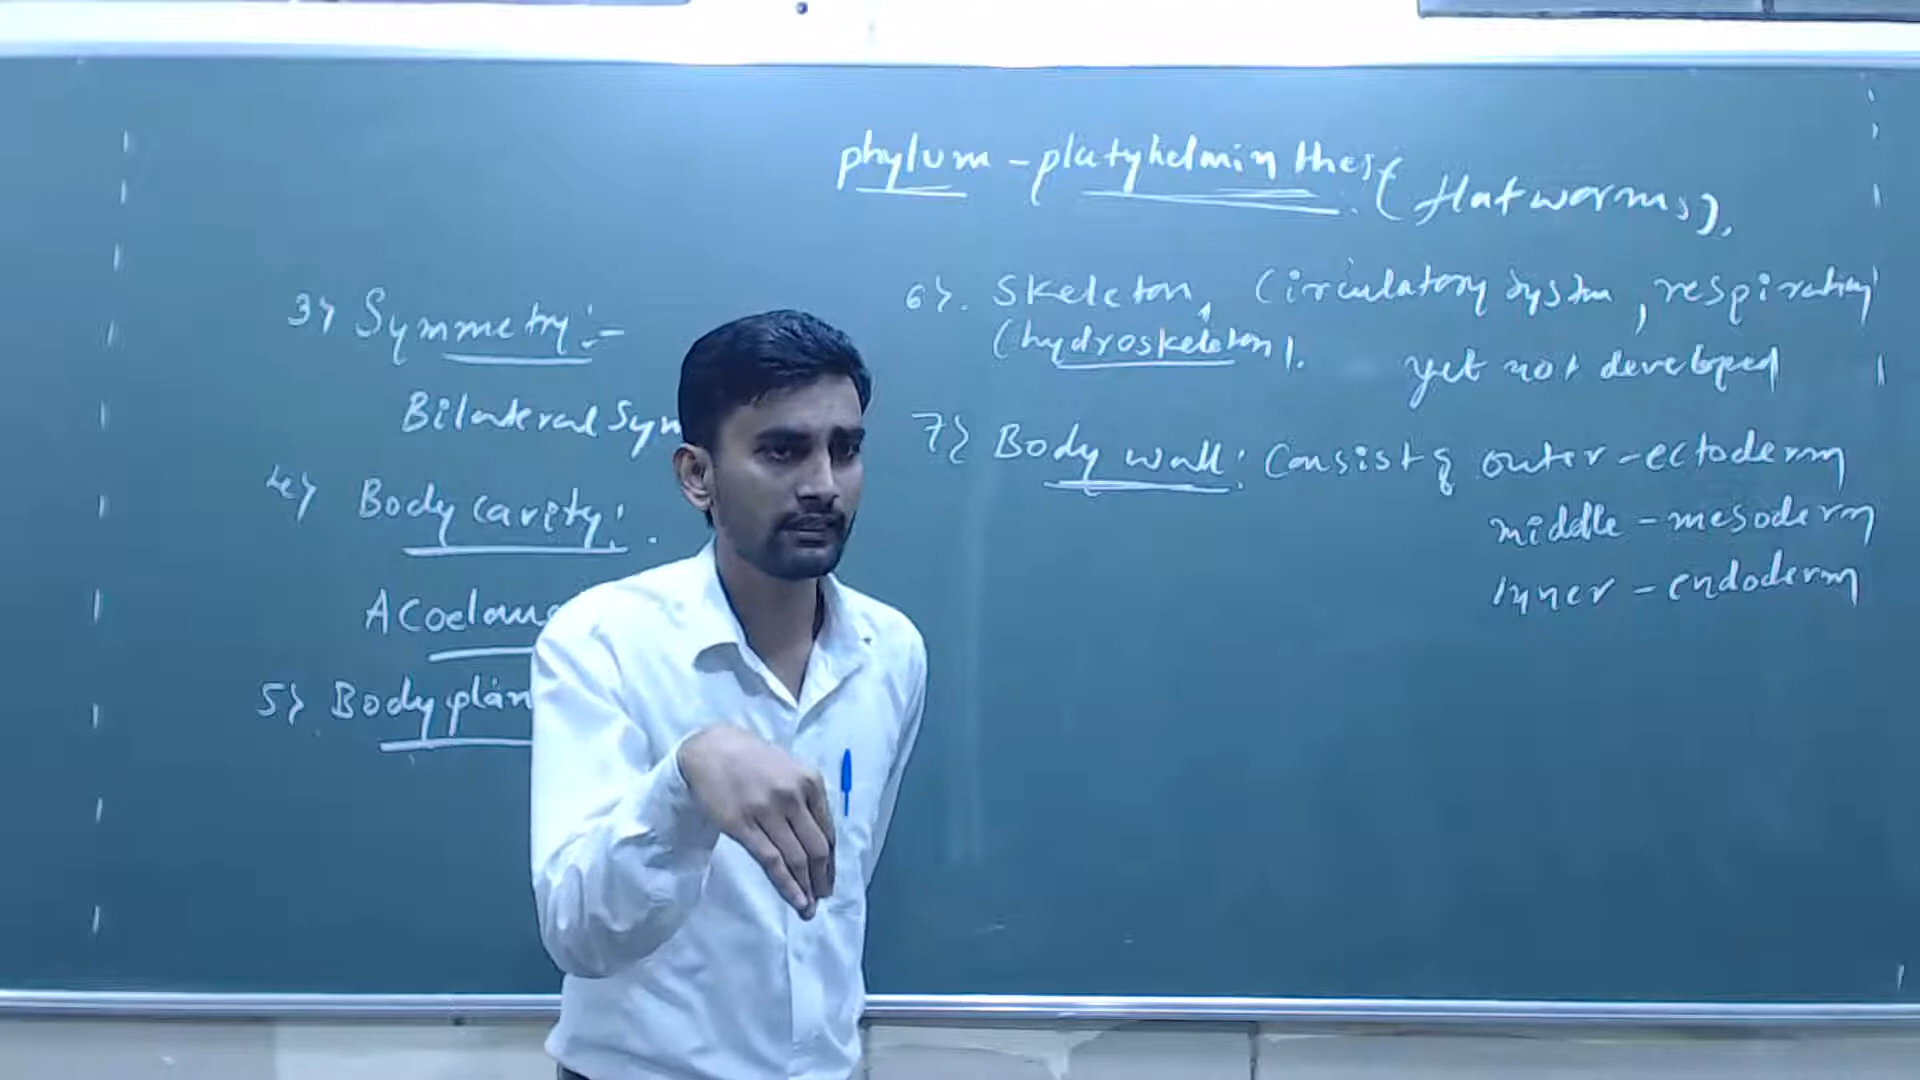 phylum - platyhelminthes (flatworms).
3} Symmetry :-
Bilateral Sym
4} Body cavity :
Acoelom
5} Body plan
6}. Skeleton, Circulatory system, respiratory
(hydroskeleton).
yet not developed
7} Body wall : Consist of outer - ectoderm
middle - mesoderm
inner - endoderm